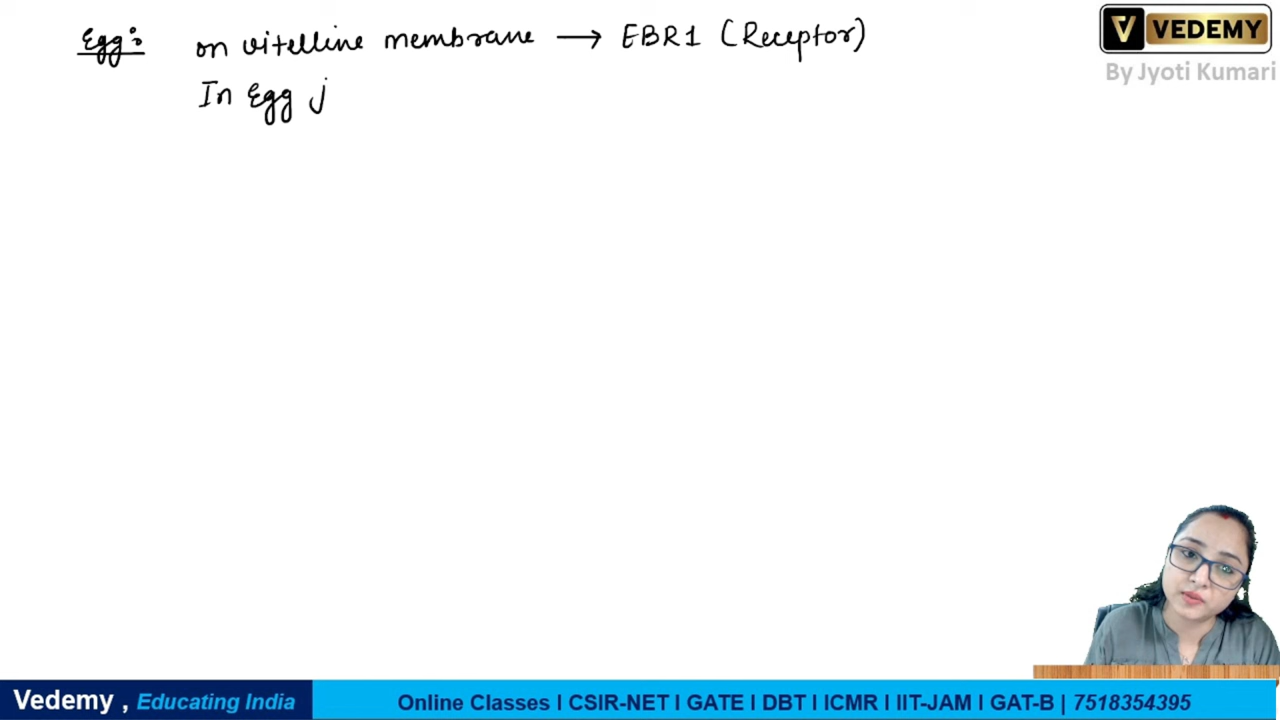 Egg: on vitelline membrane → EBR1 (Receptor)
In Egg j
VEDEMY
By Jyoti Kumari
Vedemy , Educating India
Online Classes I CSIR-NET I GATE I DBT I ICMR I IIT-JAM I GAT-B | 7518354395